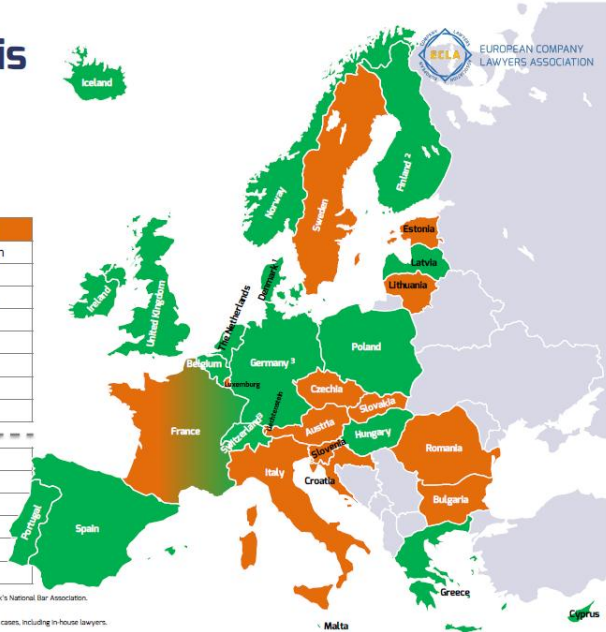 is
ECLA
EUROPEAN COMPANY
LAWYERS ASSOCIATION
Iceland
Norway
Sweden
Finland ²
Estonia
Latvia
Lithuania
Denmark ¹
Ireland
United Kingdom
The Netherlands
Belgium
Luxemburg
Germany ³
Poland
Liechtenstein
Czechia
Slovakia
France
Switzerland
Austria
Hungary
Slovenia
Romania
Italy
Croatia
Bulgaria
Portugal
Spain
Greece
Malta
Cyprus
k's National Bar Association.
cases, including in-house lawyers.